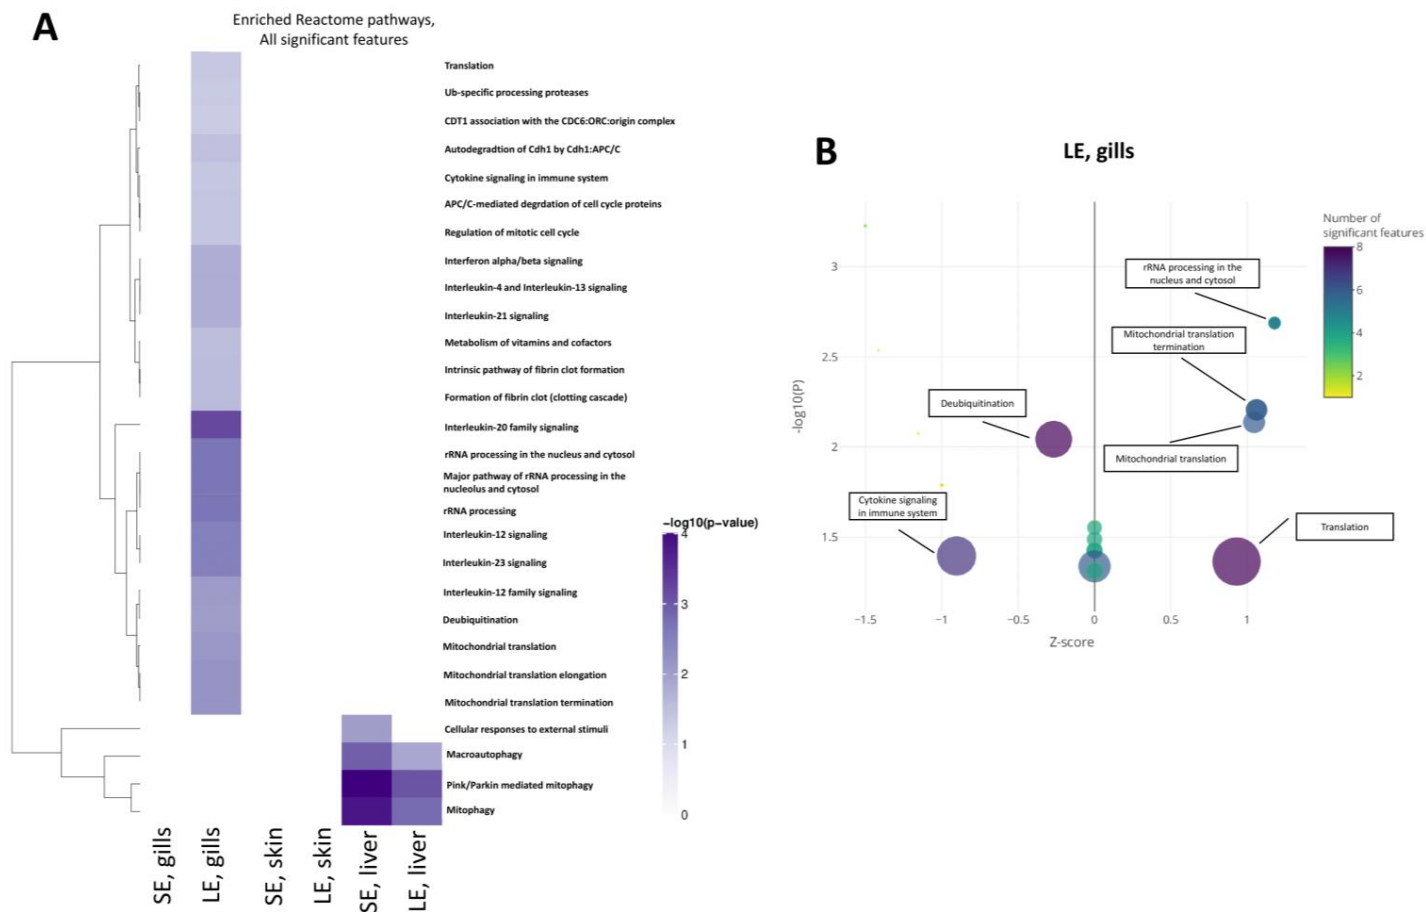 A
Enriched Reactome pathways,
All significant features
Translation
Ub-specific processing proteases
CDT1 association with the CDC6:ORC:origin complex
Autodegradtion of Cdh1 by Cdh1:APC/C
Cytokine signaling in immune system
APC/C-mediated degrdation of cell cycle proteins
Regulation of mitotic cell cycle
Interferon alpha/beta signaling
Interleukin-4 and Interleukin-13 signaling
Interleukin-21 signaling
Metabolism of vitamins and cofactors
Intrinsic pathway of fibrin clot formation
Formation of fibrin clot (clotting cascade)
Interleukin-20 family signaling
rRNA processing in the nucleus and cytosol
Major pathway of rRNA processing in the
nucleolus and cytosol
rRNA processing
Interleukin-12 signaling
Interleukin-23 signaling
Interleukin-12 family signaling
Deubiquitination
Mitochondrial translation
Mitochondrial translation elongation
Mitochondrial translation termination
Cellular responses to external stimuli
Macroautophagy
Pink/Parkin mediated mitophagy
Mitophagy
−log10(p−value)
4
3
2
1
0
SE, gills
LE, gills
SE, skin
LE, skin
SE, liver
LE, liver
B
LE, gills
Number of
significant features
8
6
4
2
-log10(P)
3
2.5
2
1.5
rRNA processing in the
nucleus and cytosol
Mitochondrial translation
termination
Deubiquitination
Mitochondrial translation
Cytokine signaling
in immune system
Translation
−1.5
−1
−0.5
0
0.5
1
Z-score